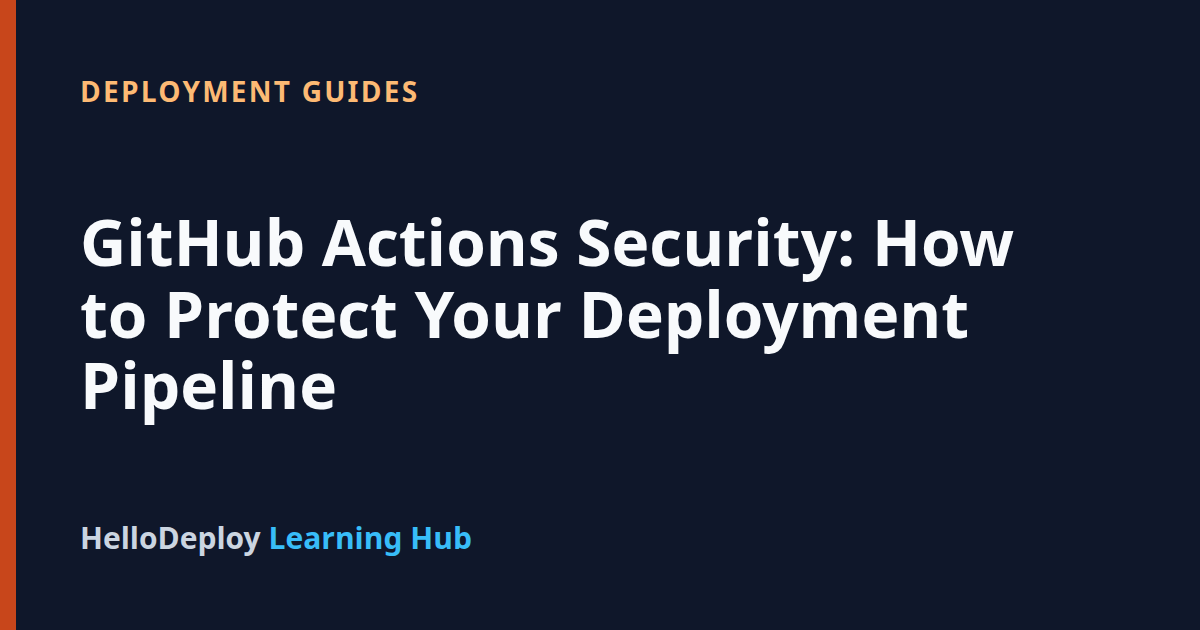 DEPLOYMENT GUIDES
GitHub Actions Security: How
to Protect Your Deployment
Pipeline
HelloDeploy Learning Hub